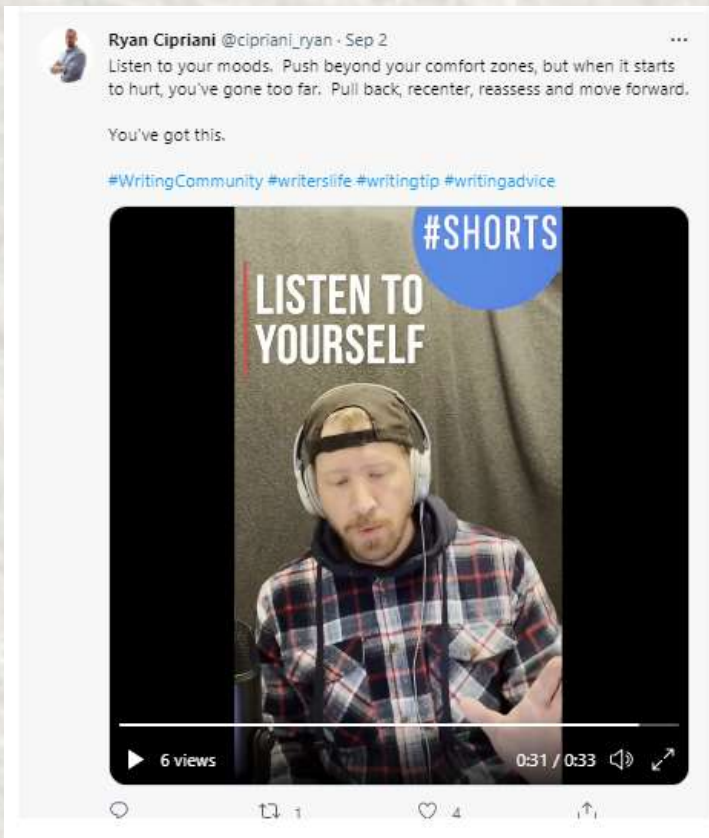 Ryan Cipriani @cipriani_ryan · Sep 2
Listen to your moods.  Push beyond your comfort zones, but when it starts
to hurt, you've gone too far.  Pull back, recenter, reassess and move forward.
You've got this.
#WritingCommunity #writerslife #writingtip #writingadvice
#SHORTS
LISTEN TO
YOURSELF
6 views 0:31 / 0:33
1 4